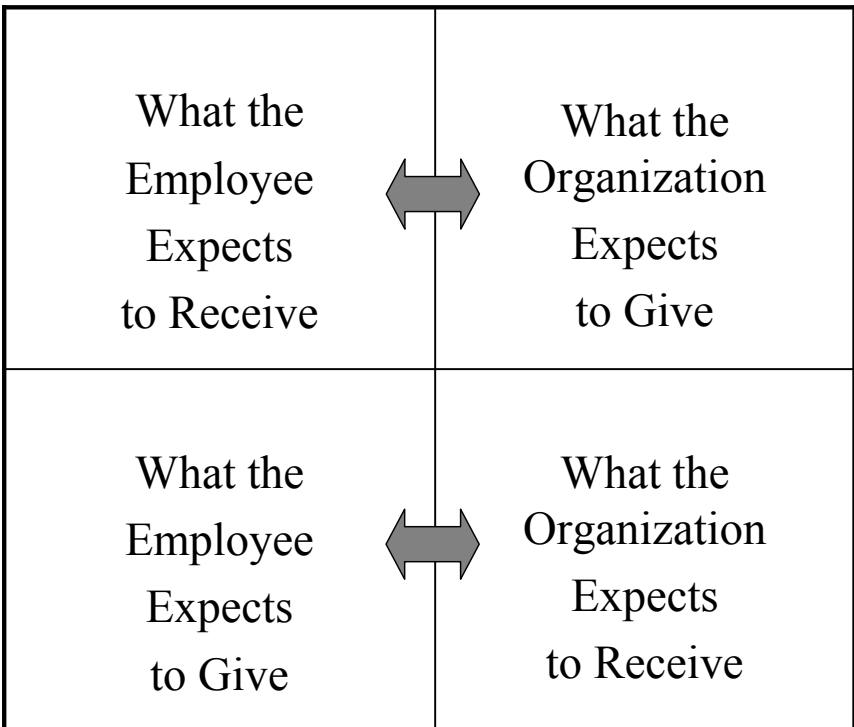 What the
Employee
Expects
to Receive
What the
Organization
Expects
to Give
What the
Employee
Expects
to Give
What the
Organization
Expects
to Receive